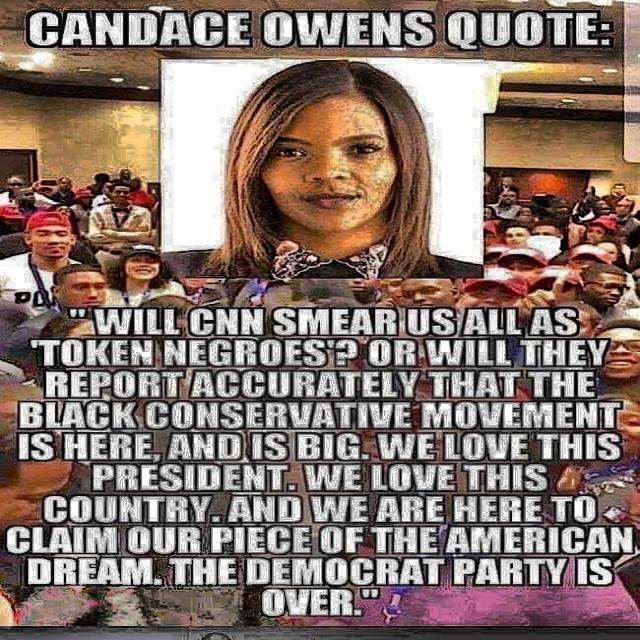 CANDACE OWENS QUOTE:
" WILL CNN SMEAR US ALL AS
'TOKEN NEGROES'? OR WILL THEY
REPORT ACCURATELY THAT THE
BLACK CONSERVATIVE MOVEMENT
IS HERE, AND IS BIG. WE LOVE THIS
PRESIDENT. WE LOVE THIS
COUNTRY. AND WE ARE HERE TO
CLAIM OUR PIECE OF THE AMERICAN
DREAM. THE DEMOCRAT PARTY IS
OVER."